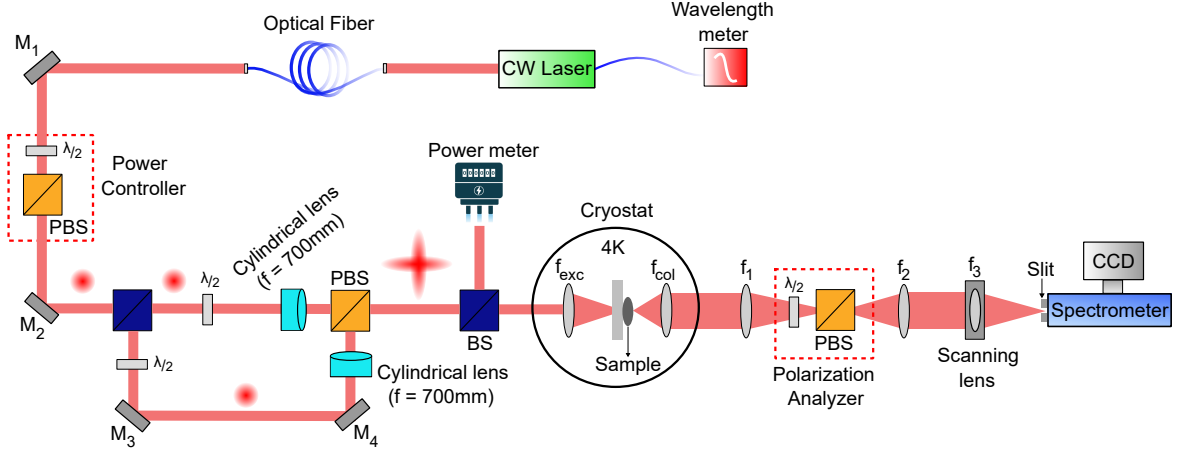 Wavelength
meter
Optical Fiber
M1
CW Laser
λ/2
Power
Controller
PBS
Power meter
000000
Cylindrical lens
(f = 700mm)
Cryostat
4K
fexc
fcol
f1
λ/2
f2
f3
Slit
CCD
Spectrometer
PBS
λ/2
M2
BS
Sample
PBS
Scanning
lens
Polarization
Analyzer
λ/2
Cylindrical lens
(f = 700mm)
M3
M4